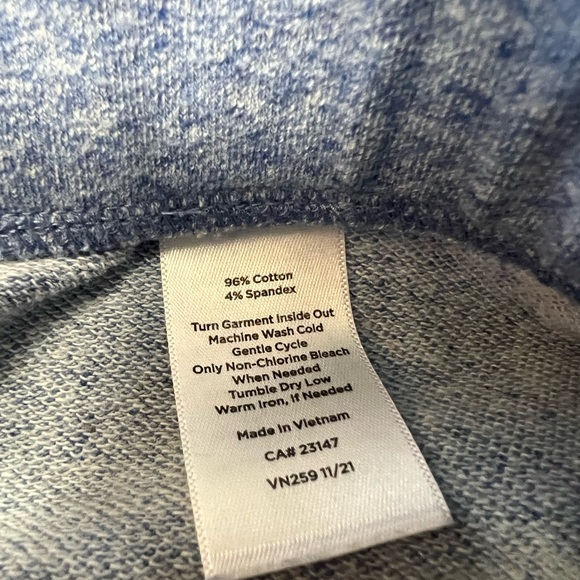 96% Cotton
4% Spandex
Turn Garment Inside Out
Machine Wash Cold
Gentle Cycle
Only Non-Chlorine Bleach
When Needed
Tumble Dry Low
Warm Iron, If Needed
Made in Vietnam
CA# 23147
VN259 11/21